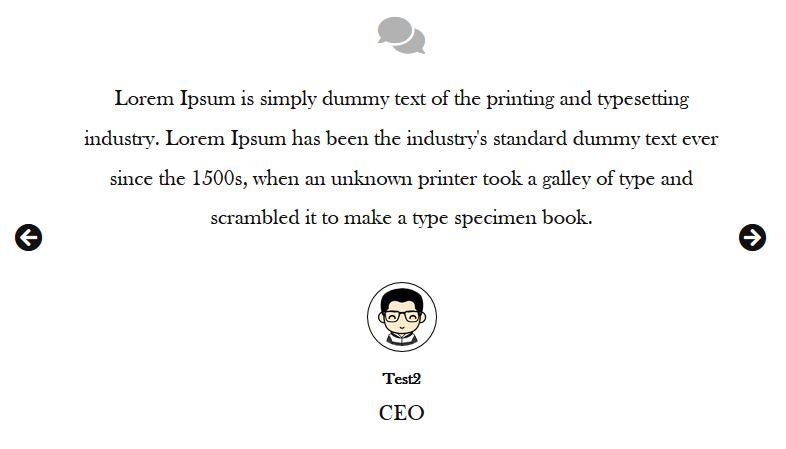 Lorem Ipsum is simply dummy text of the printing and typesetting
industry. Lorem Ipsum has been the industry's standard dummy text ever
since the 1500s, when an unknown printer took a galley of type and
scrambled it to make a type specimen book.
Test2
CEO